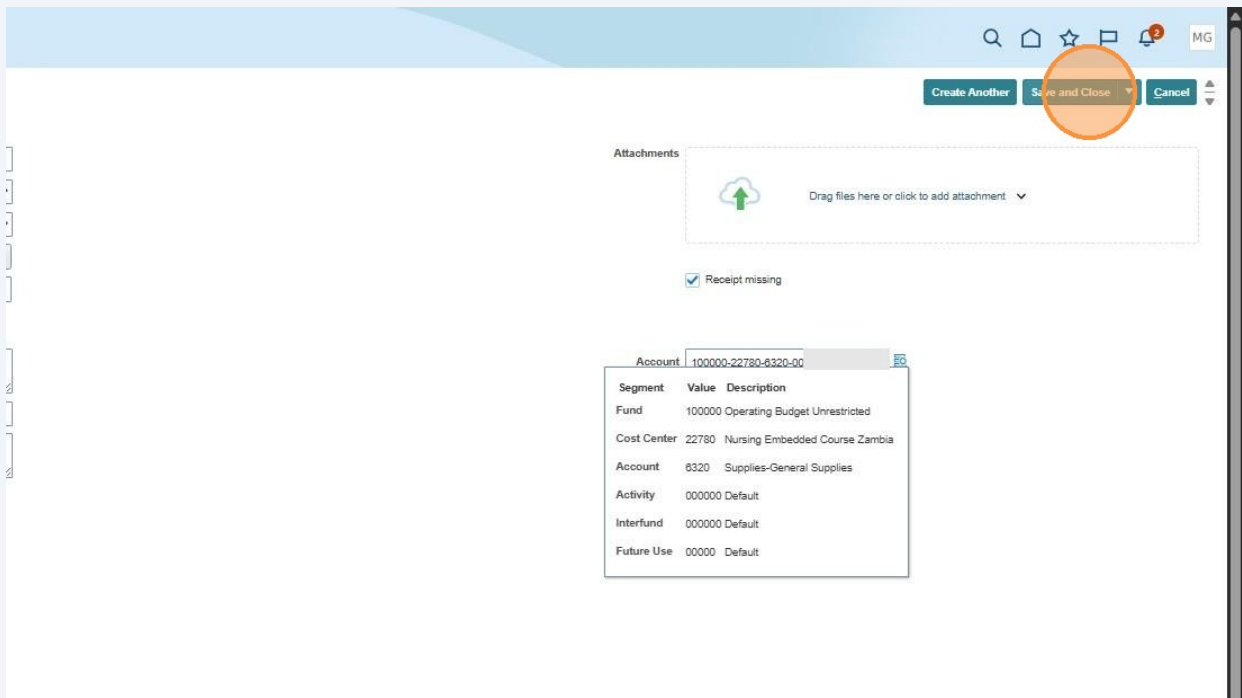 2
MG
Create Another Save and Close Cancel
Attachments
Drag files here or click to add attachment
Receipt missing
Account 100000-22780-6320-00
Segment Value Description
Fund 100000 Operating Budget Unrestricted
Cost Center 22780 Nursing Embedded Course Zambia
Account 6320 Supplies-General Supplies
Activity 000000 Default
Interfund 000000 Default
Future Use 00000 Default